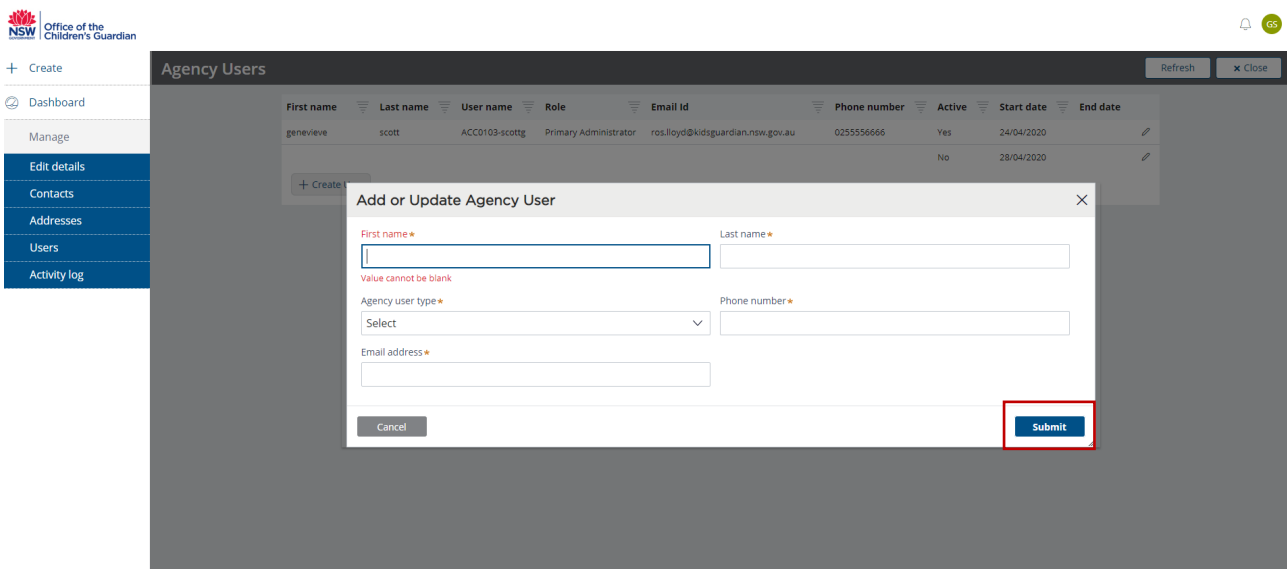 NSW
GOVERNMENT
Office of the
Children's Guardian
GS
+ Create
Agency Users
Refresh
× Close
Dashboard
First name Last name User name Role Email Id Phone number Active Start date End date
Manage
genevieve scott ACC0103-scottg Primary Administrator ros.lloyd@kidsguardian.nsw.gov.au 0255556666 Yes 24/04/2020
No 28/04/2020
Edit details
Contacts
Addresses
Users
Activity log
+ Create
Add or Update Agency User
First name★ Last name★
Value cannot be blank
Agency user type★ Phone number★
Select
Email address★
Cancel Submit